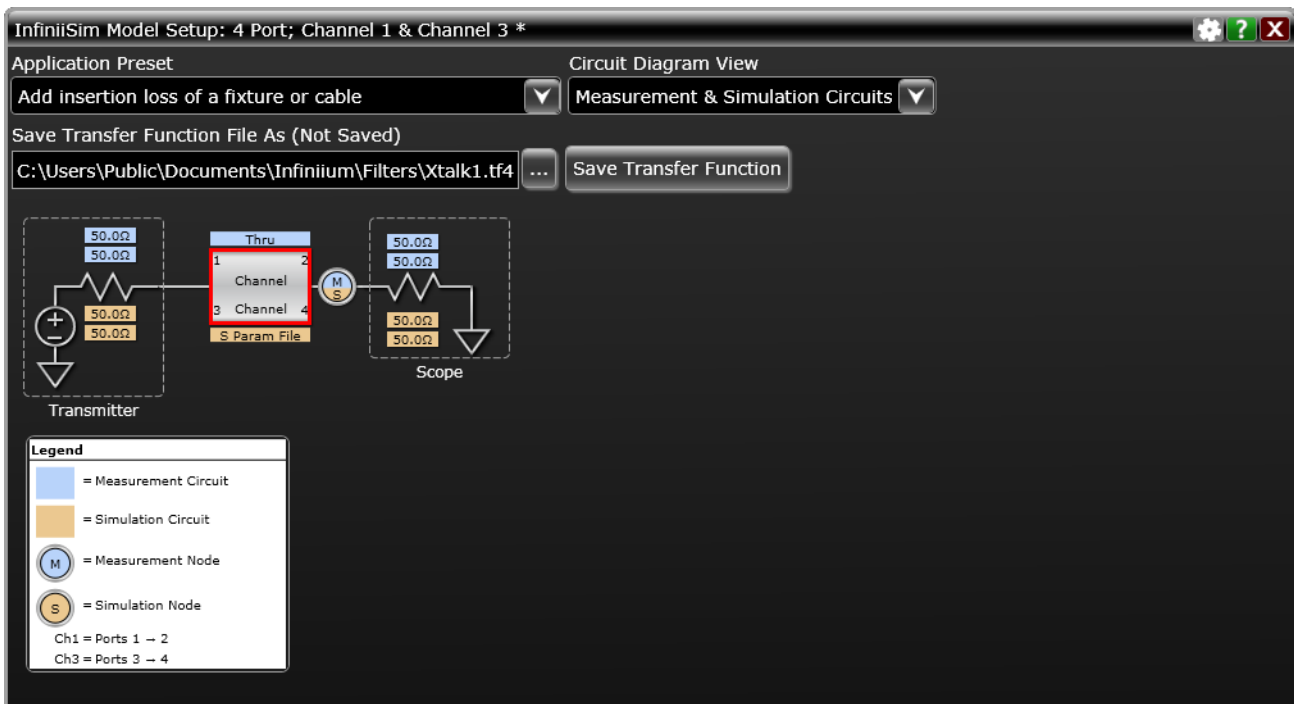 InfiniiSim Model Setup: 4 Port; Channel 1 & Channel 3 *
?
X
Application Preset
Circuit Diagram View
Add insertion loss of a fixture or cable
Measurement & Simulation Circuits
Save Transfer Function File As (Not Saved)
C:\Users\Public\Documents\Infiniium\Filters\Xtalk1.tf4
...
Save Transfer Function
50.0Ω
50.0Ω
Thru
50.0Ω
50.0Ω
1
2
Channel
M
S
3
Channel
4
50.0Ω
50.0Ω
S Param File
50.0Ω
50.0Ω
+
−
Transmitter
Scope
Legend
= Measurement Circuit
= Simulation Circuit
M
= Measurement Node
S
= Simulation Node
Ch1 = Ports 1 → 2
Ch3 = Ports 3 → 4